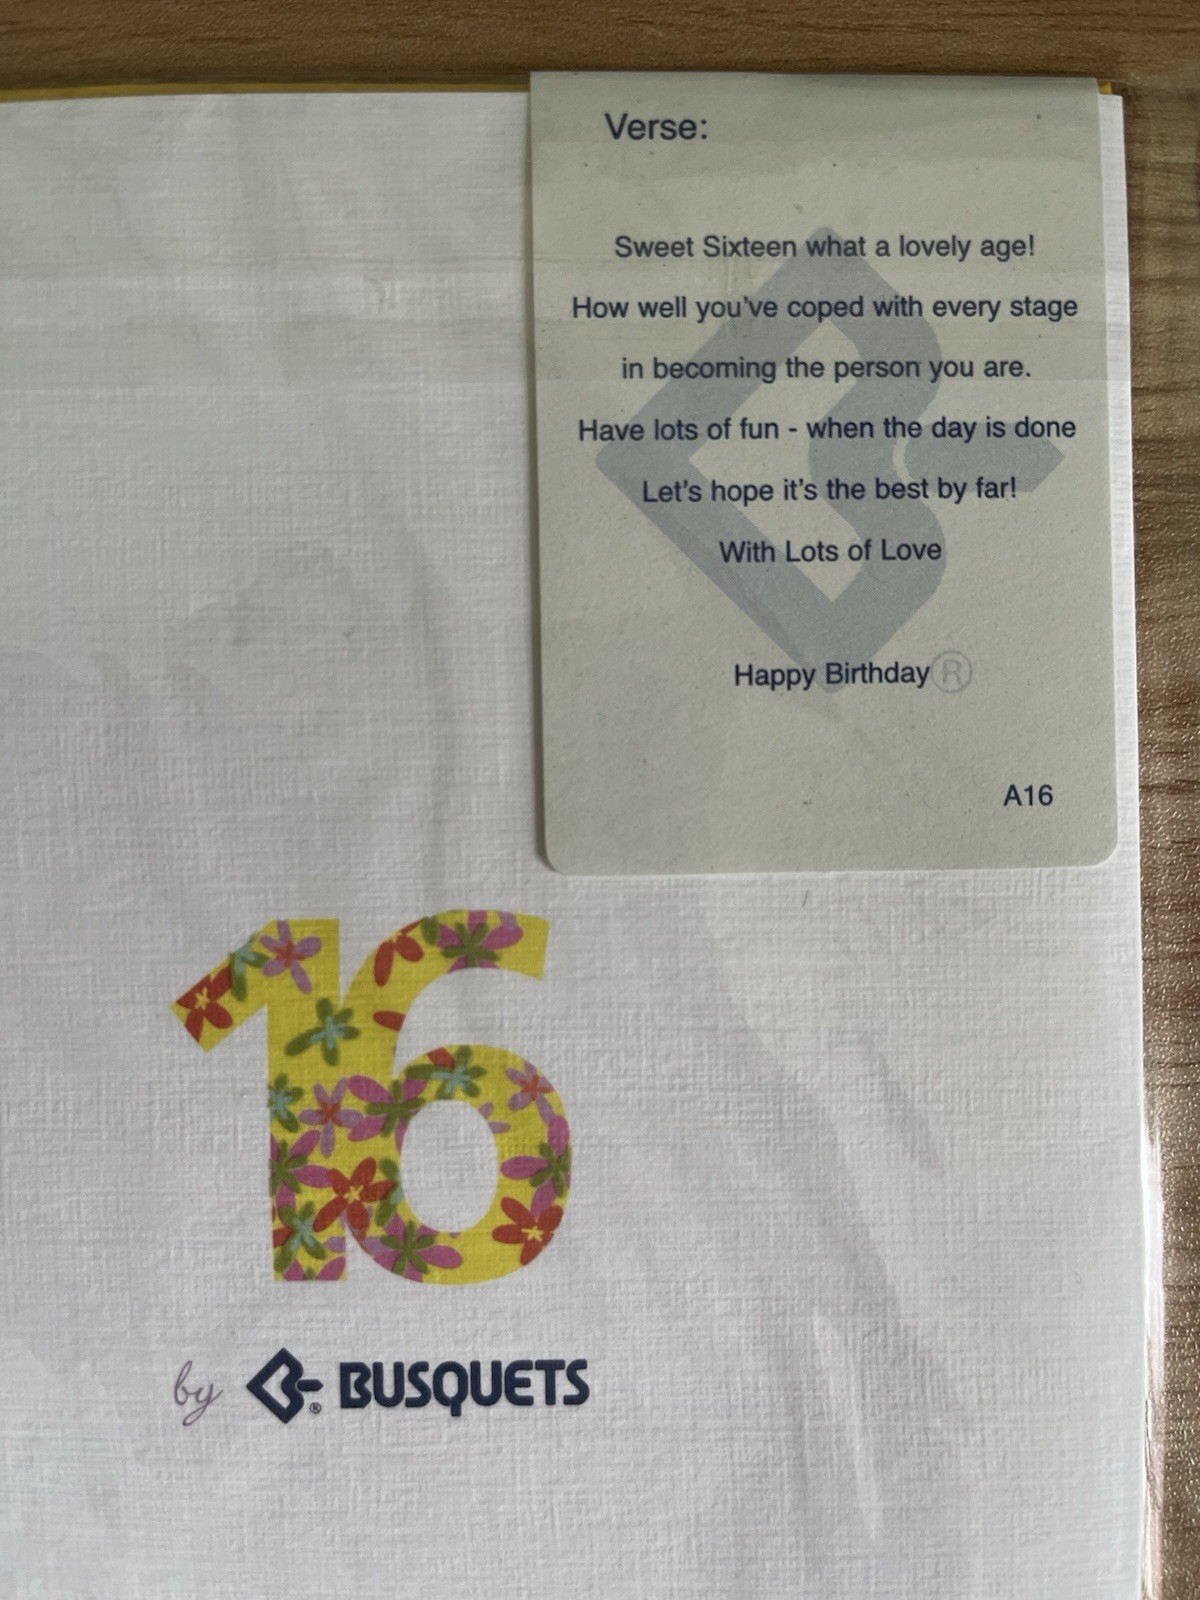 Verse:
Sweet Sixteen what a lovely age!
How well you've coped with every stage
in becoming the person you are.
Have lots of fun - when the day is done
Let's hope it's the best by far!
With Lots of Love
Happy Birthday ®
A16
16
by B ® BUSQUETS